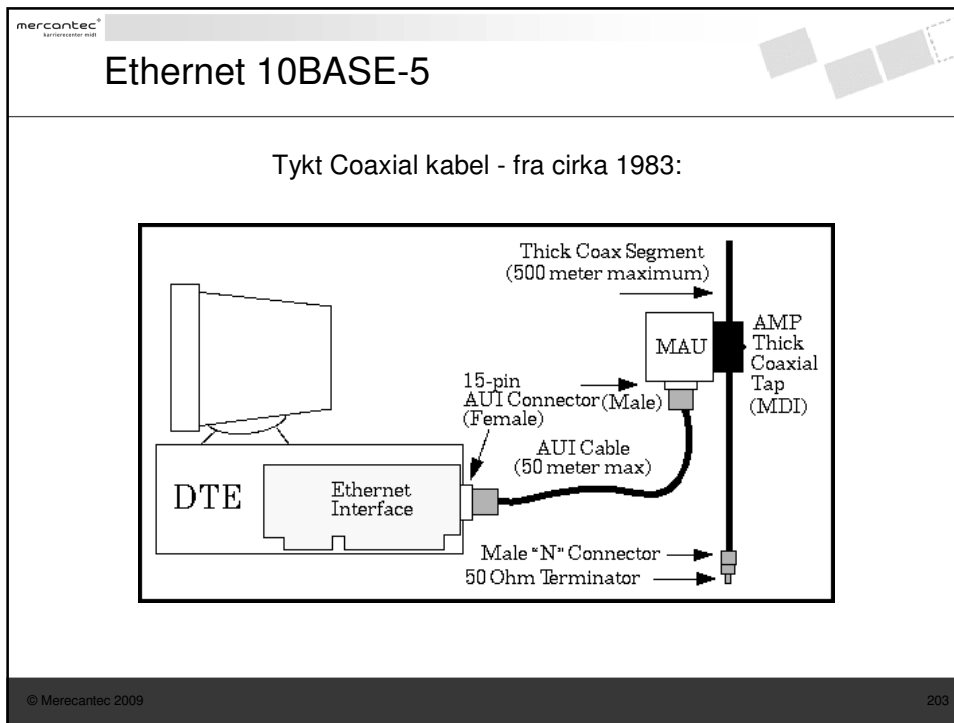 mercantec+
karrierecenter midt
Ethernet 10BASE-5
Tykt Coaxial kabel - fra cirka 1983:
Thick Coax Segment
(500 meter maximum)
MAU
AMP
Thick
Coaxial
Tap
(MDI)
15-pin
AUI Connector
(Female)
(Male)
AUI Cable
(50 meter max)
DTE
Ethernet
Interface
Male "N" Connector
50 Ohm Terminator
© Merecantec 2009
203